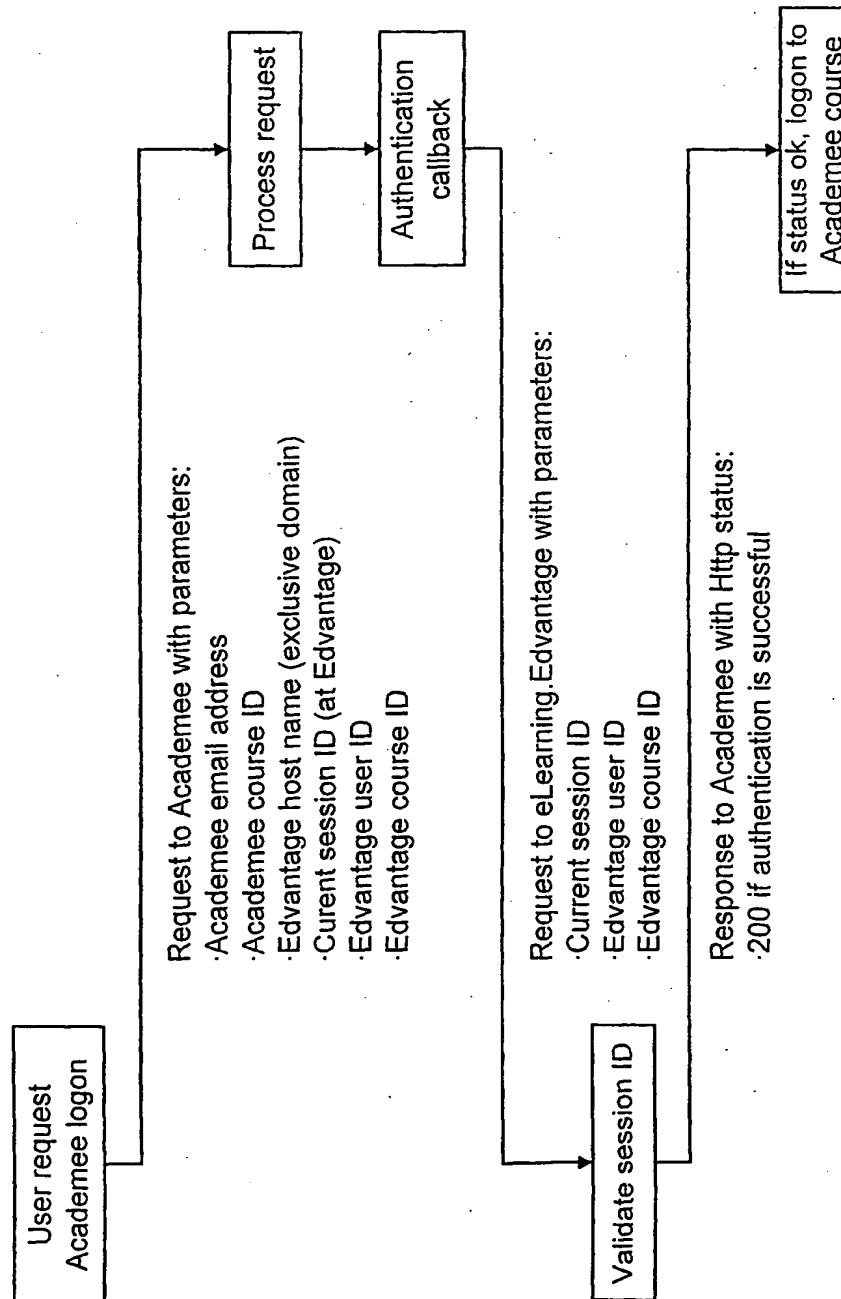 User request
Academee logon
Request to Academee with parameters:
·Academee email address
·Academee course ID
·Edvantage host name (exclusive domain)
·Curent session ID (at Edvantage)
·Edvantage user ID
·Edvantage course ID
Process request
Authentication
callback
Request to eLearning.Edvantage with parameters:
·Current session ID
·Edvantage user ID
·Edvantage course ID
Validate session ID
Response to Academee with Http status:
·200 if authentication is successful
If status ok, logon to
Academee course